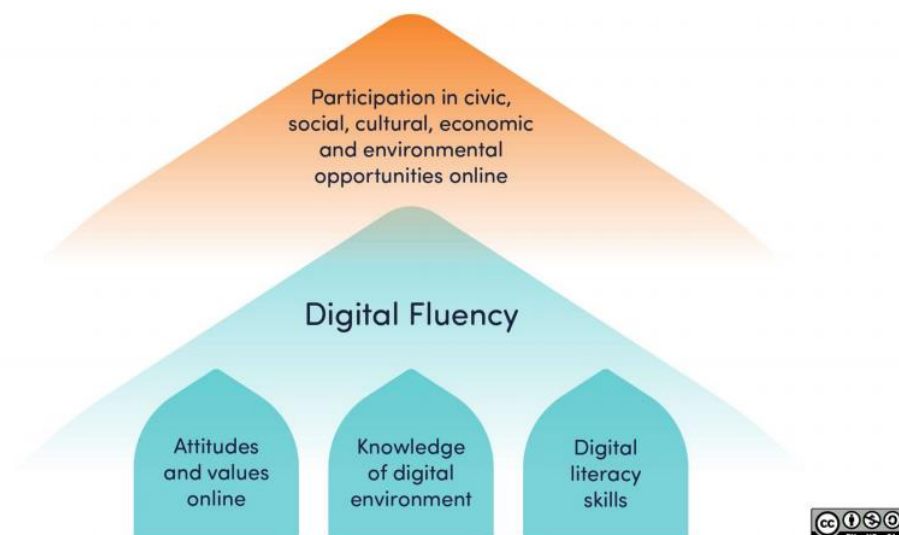 Participation in civic,
social, cultural, economic
and environmental
opportunities online
Digital Fluency
Attitudes
and values
online
Knowledge
of digital
environment
Digital
literacy
skills
cc